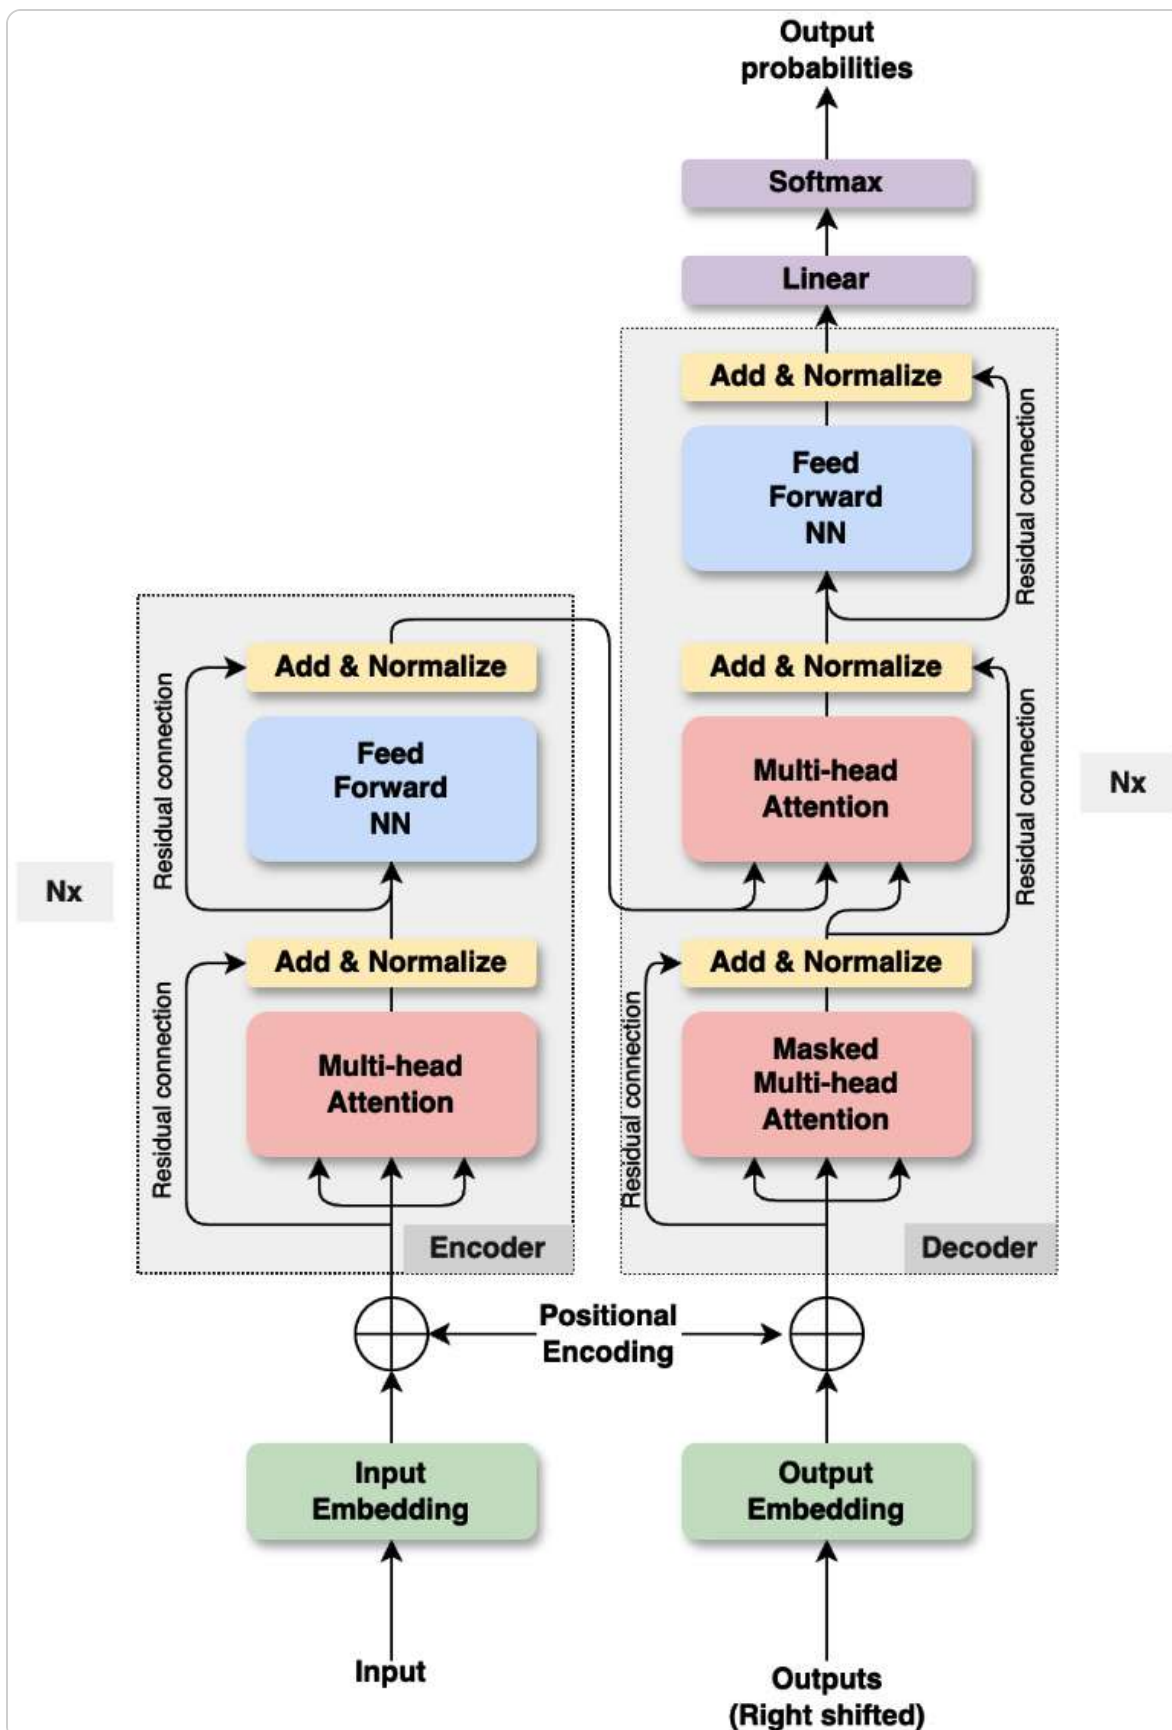 Output
probabilities
Softmax
Linear
Add & Normalize
Feed
Forward
NN
Residual connection
Add & Normalize
Multi-head
Attention
Residual connection
Nx
Add & Normalize
Masked
Multi-head
Attention
Residual connection
Decoder
Add & Normalize
Feed
Forward
NN
Residual connection
Nx
Add & Normalize
Multi-head
Attention
Residual connection
Encoder
Positional
Encoding
Input
Embedding
Output
Embedding
Input
Outputs
(Right shifted)